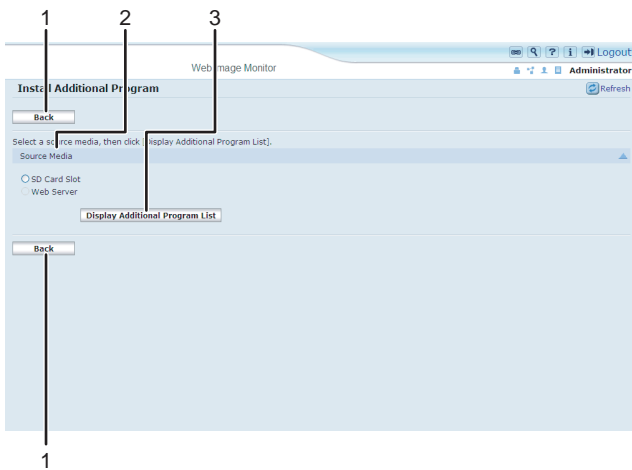 1 2 3
Logout
Web Image Monitor
Administrator
Install Additional Program
Refresh
Back
Select a source media, then click [Display Additional Program List].
Source Media
SD Card Slot
Web Server
Display Additional Program List
Back
1